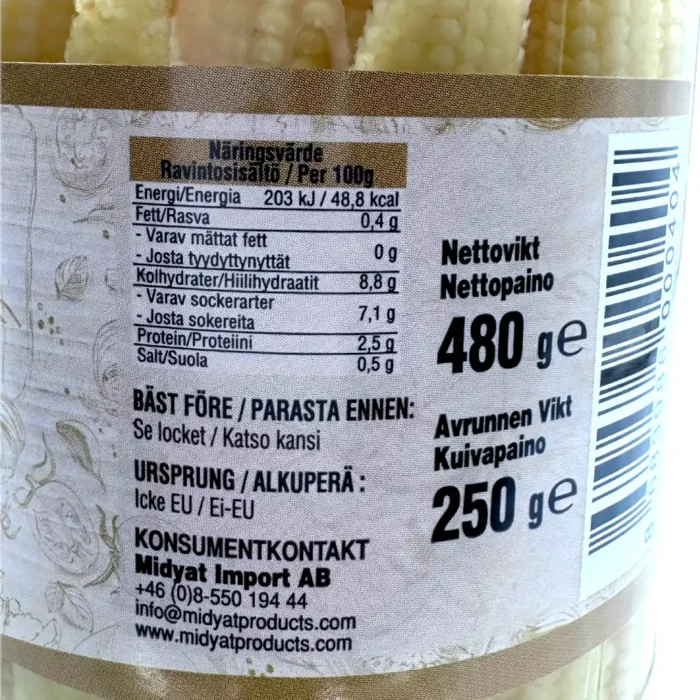 Näringsvärde
Ravintosisältö / Per 100g
Energi/Energia 203 kJ / 48,8 kcal
Fett/Rasva 0,4 g
- Varav mättat fett
- Josta tyydyttynyttät 0 g
Kolhydrater/Hiilihydraatit 8,8 g
- Varav sockerarter
- Josta sokereita 7,1 g
Protein/Proteiini 2,5 g
Salt/Suola 0,5 g
BÄST FÖRE / PARASTA ENNEN:
Se locket / Katso kansi
URSPRUNG / ALKUPERÄ :
Icke EU / Ei-EU
KONSUMENTKONTAKT
Midyat Import AB
+46 (0)8-550 194 44
info@midyatproducts.com
www.midyatproducts.com
Nettovikt
Nettopaino
480 g e
Avrunnen Vikt
Kuivapaino
250 g e